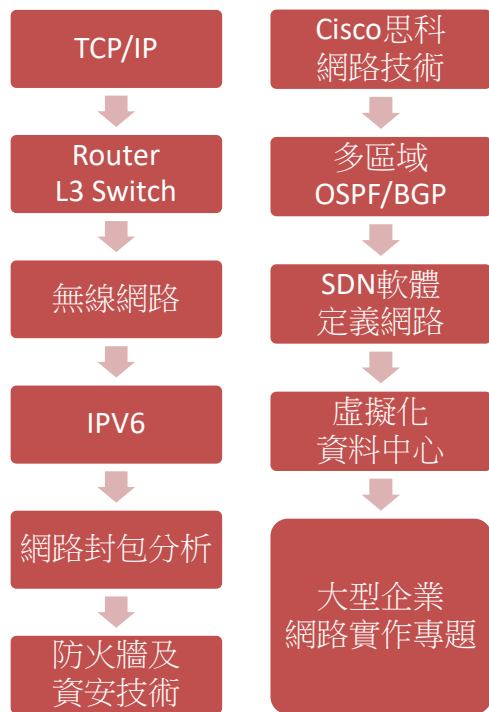 TCP/IP
Router
L3 Switch
無線網路
IPV6
網路封包分析
防火牆及
資安技術
Cisco思科
網路技術
多區域
OSPF/BGP
SDN軟體
定義網路
虛擬化
資料中心
大型企業
網路實作專題